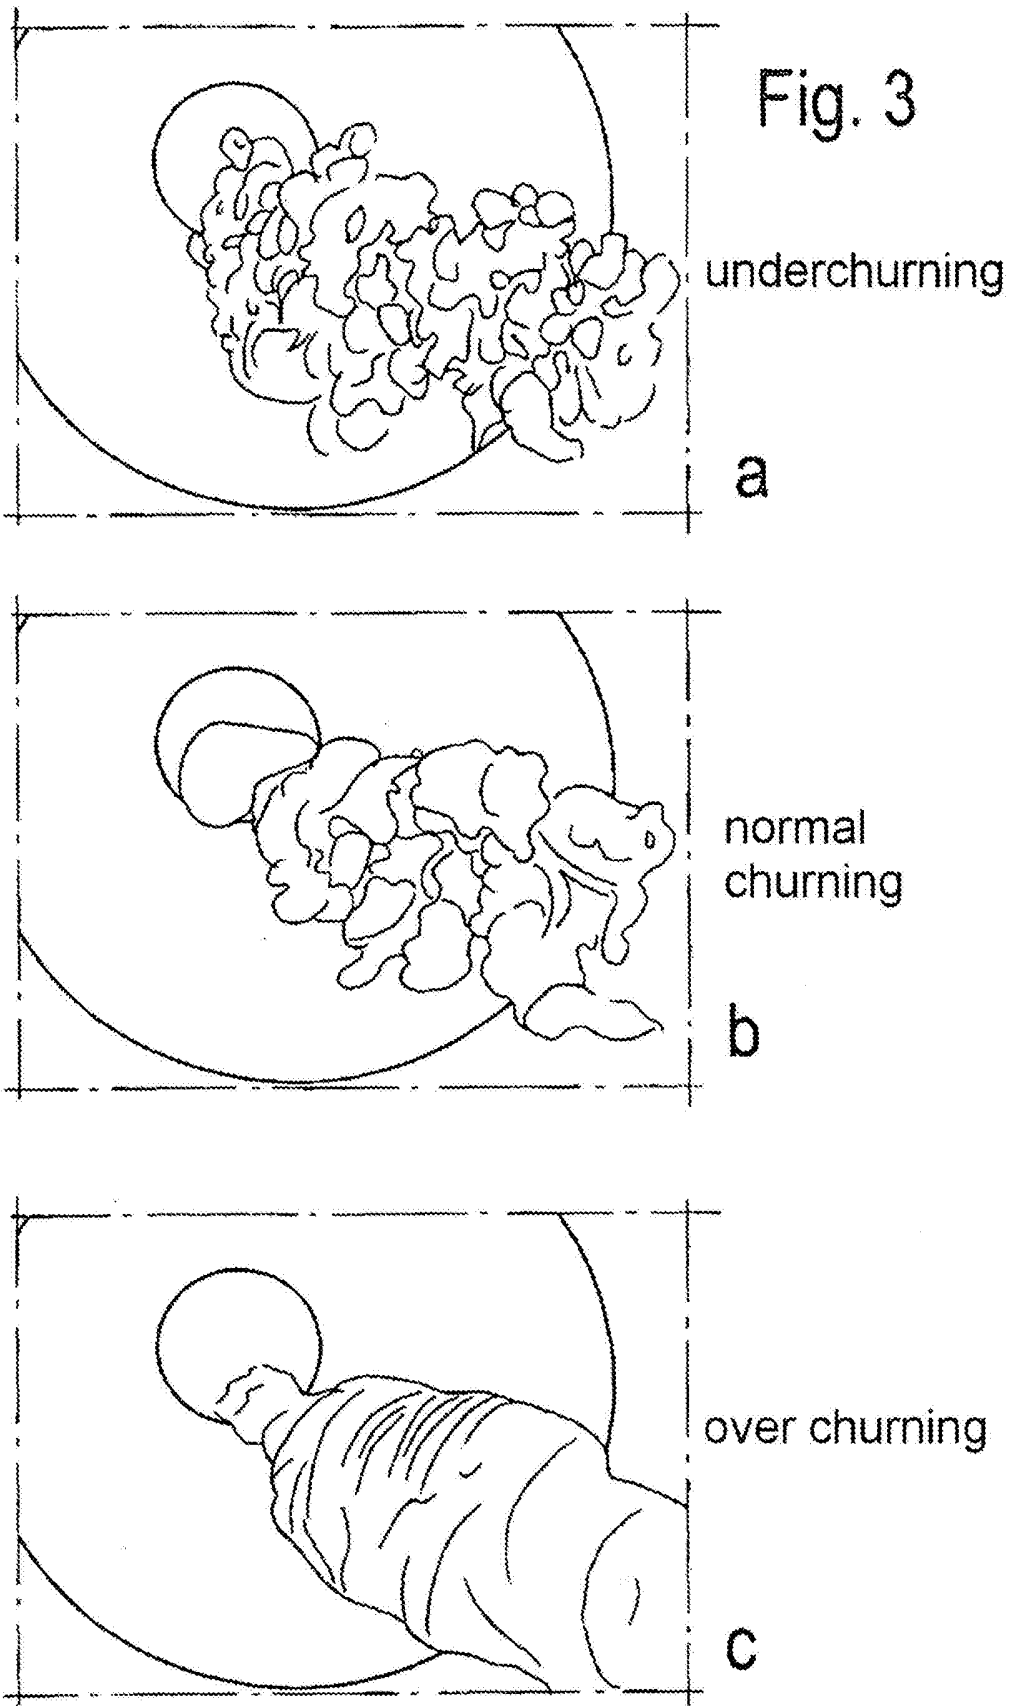 Fig. 3
underchurning
a
normal
churning
b
over churning
c